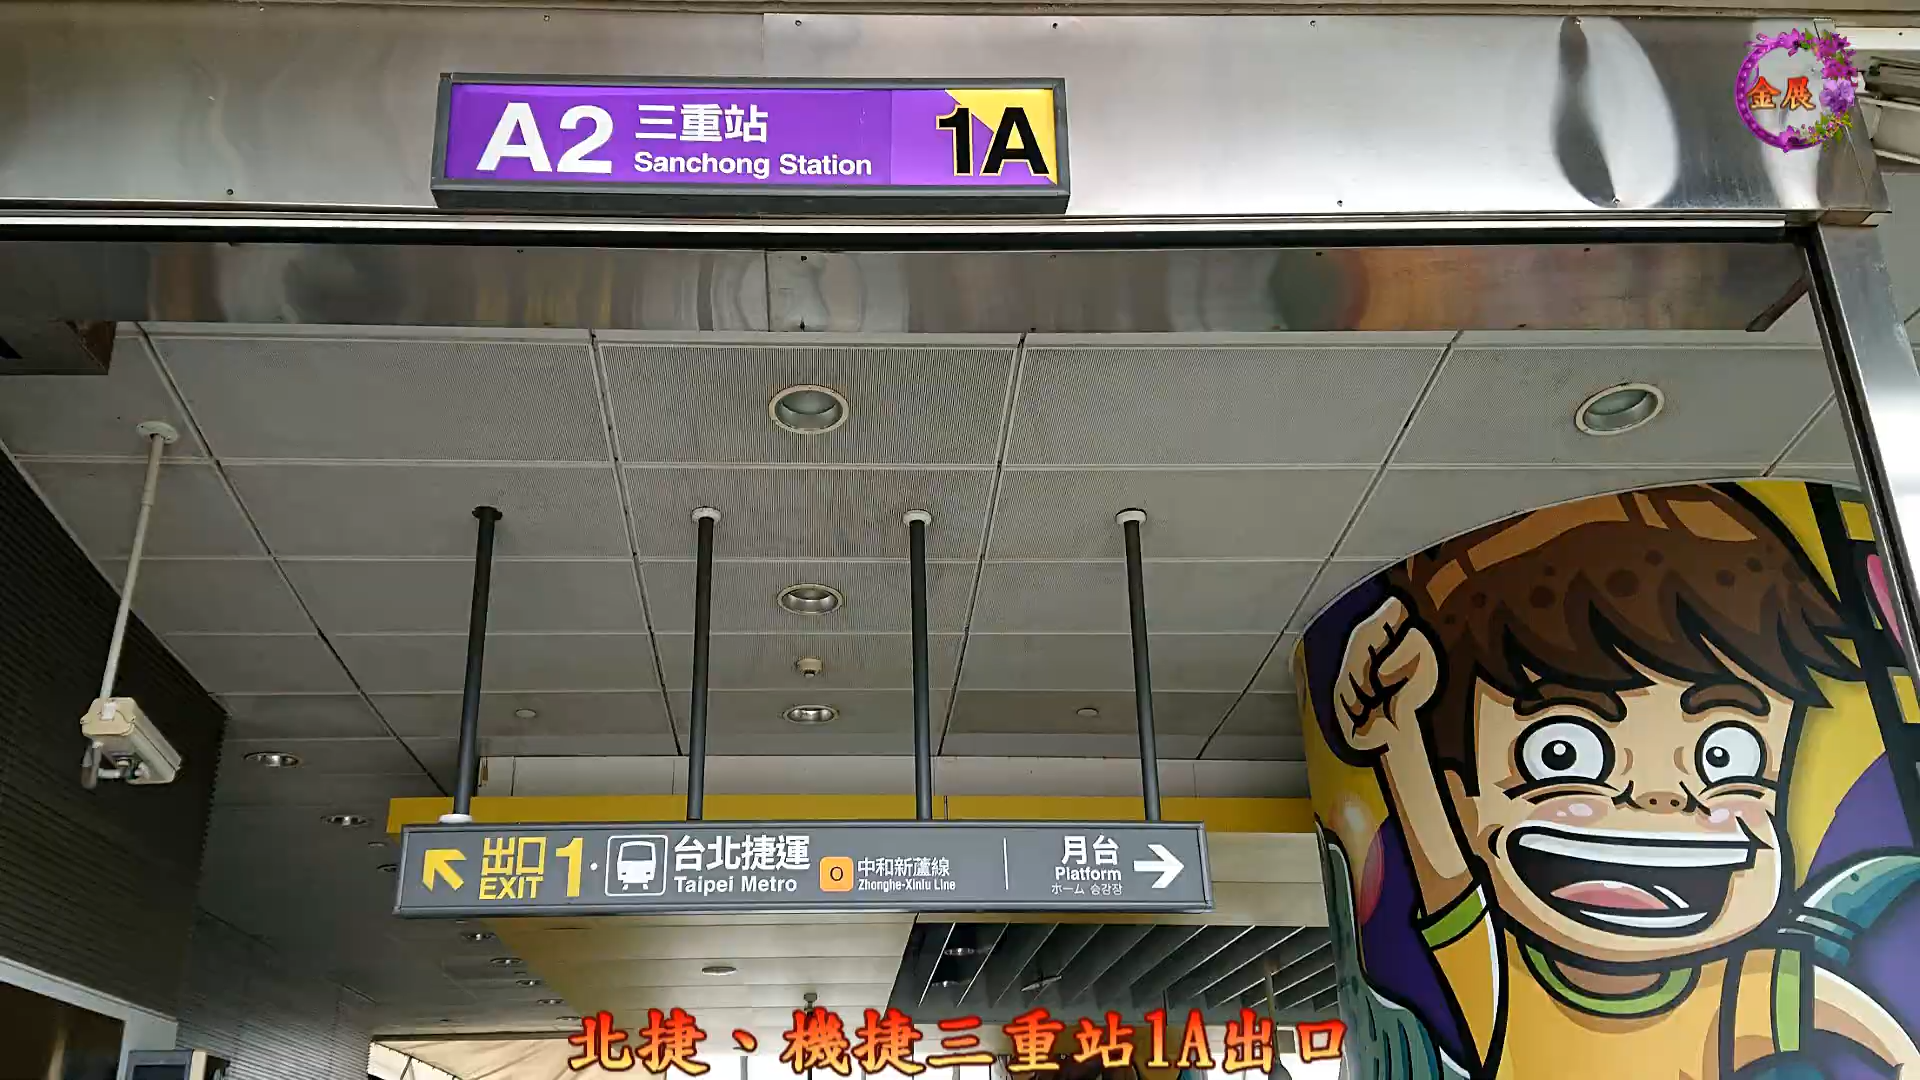 A2 三重站 1A
Sanchong Station
金展
出口 1 · 台北捷運 O 中和新蘆線 月台
EXIT Taipei Metro Zhonghe-Xinlu Line Platform
ホーム 승강장
北捷、機捷三重站1A出口